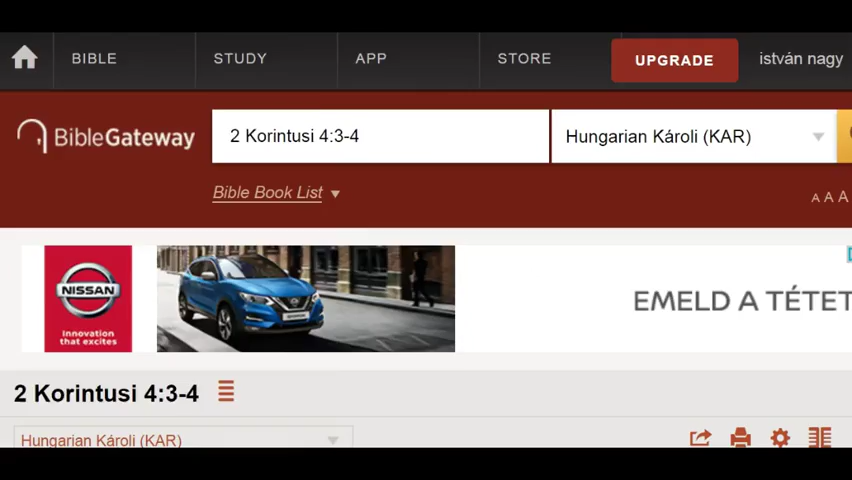 BIBLE STUDY APP STORE UPGRADE istván nagy
BibleGateway 2 Korintusi 4:3-4 Hungarian Károli (KAR)
Bible Book List
A A A
NISSAN
Innovation
that excites
EMELD A TÉTET
2 Korintusi 4:3-4
Hungarian Károli (KAR)